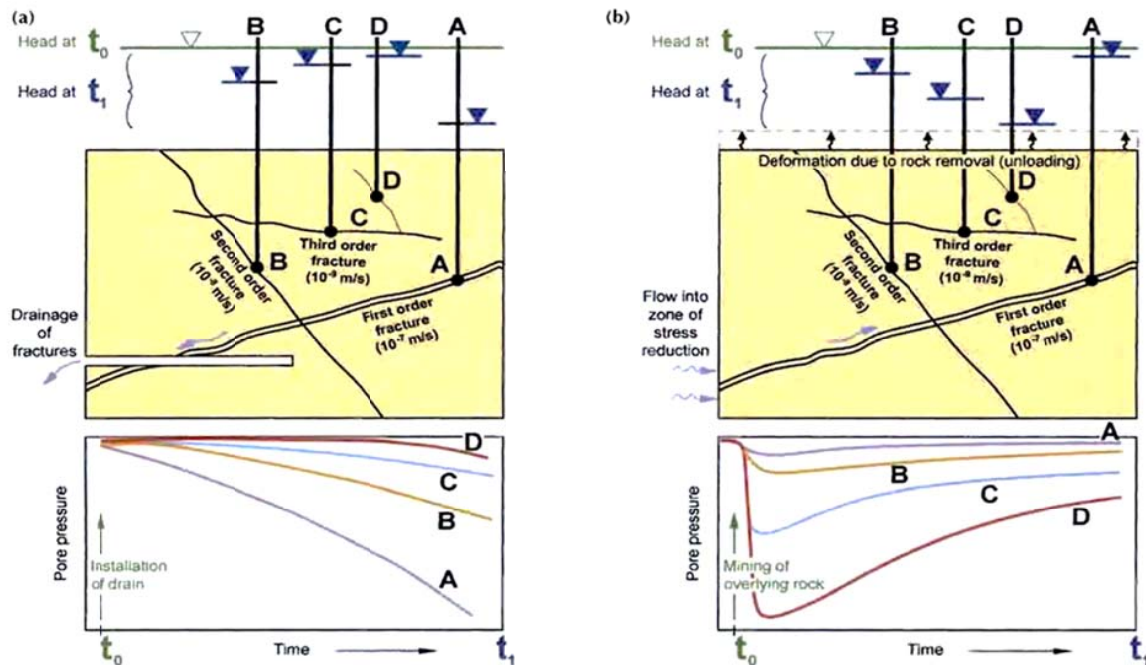 (a)
B C D A
Head at t0
Head at t1
D
C
Third order
fracture
(10-9 m/s)
B
Second order
fracture
(10-8 m/s)
A
First order
fracture
(10-7 m/s)
Drainage
of
fractures
Pore pressure
D
C
B
A
Installation
of drain
t0 Time t1
(b)
B C D A
Head at t0
Head at t1
Deformation due to rock removal (unloading)
D
C
Third order
fracture
(10-9 m/s)
B
Second order
fracture
(10-8 m/s)
A
First order
fracture
(10-7 m/s)
Flow into
zone of
stress
reduction
Pore pressure
A
B
C
D
Mining of
overlying rock
t0 Time t1